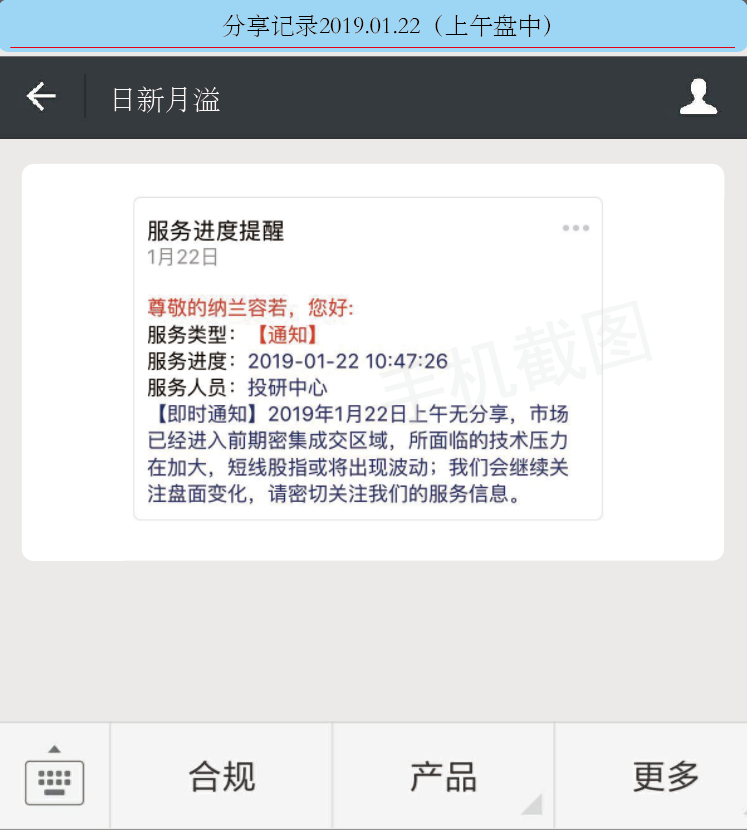 分享记录2019.01.22（上午盘中）
日新月溢
服务进度提醒
1月22日
尊敬的纳兰容若，您好:
服务类型：【通知】
服务进度：2019-01-22 10:47:26
服务人员：投研中心
【即时通知】2019年1月22日上午无分享，市场
已经进入前期密集成交区域，所面临的技术压力
在加大，短线股指或将出现波动；我们会继续关
注盘面变化，请密切关注我们的服务信息。
手机截图
合规
产品
更多